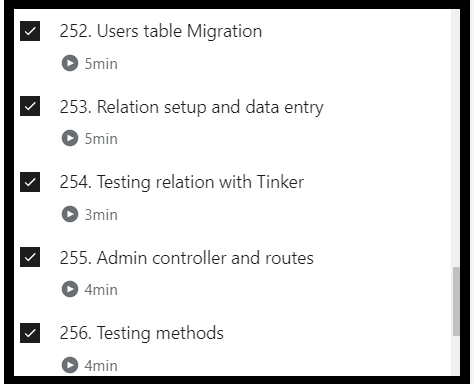 252. Users table Migration
5min
253. Relation setup and data entry
5min
254. Testing relation with Tinker
3min
255. Admin controller and routes
4min
256. Testing methods
4min